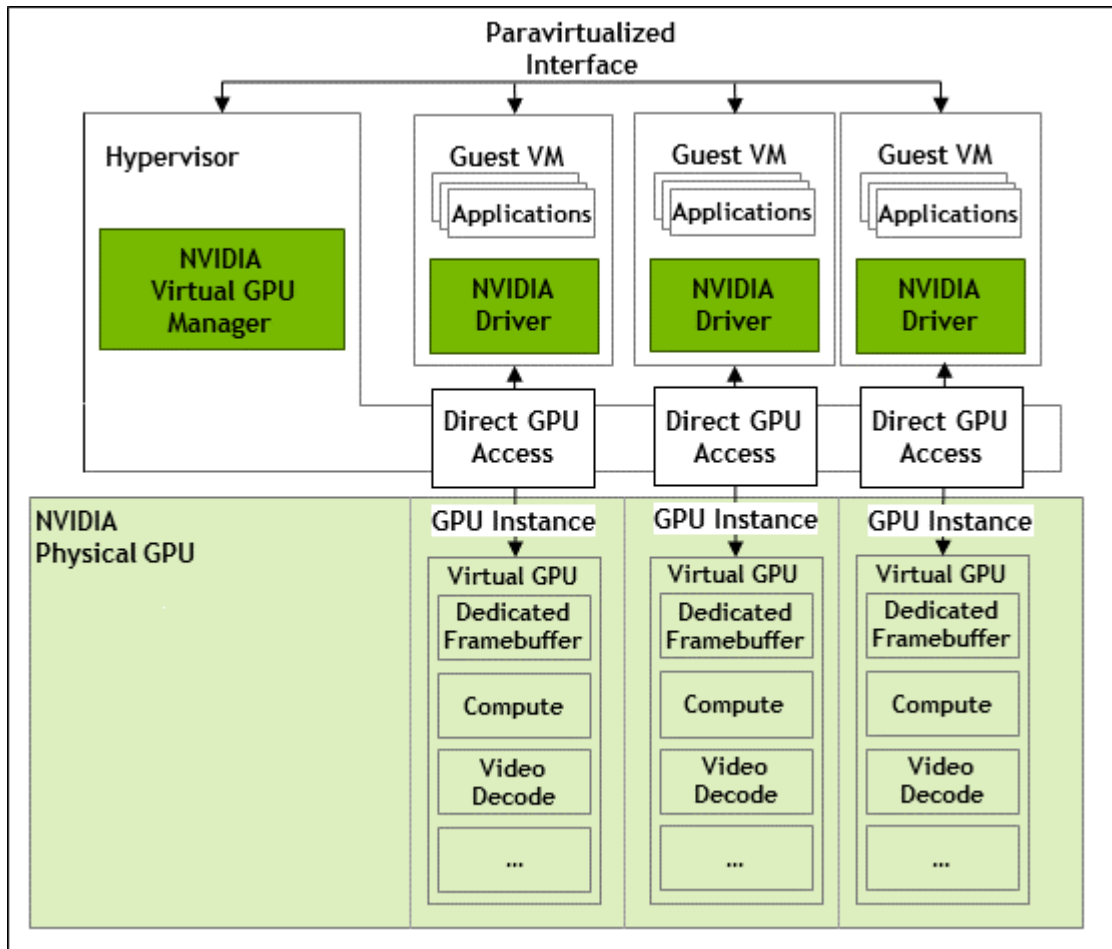 Paravirtualized
Interface
Hypervisor
NVIDIA
Virtual GPU
Manager
Guest VM
Applications
NVIDIA
Driver
Guest VM
Applications
NVIDIA
Driver
Guest VM
Applications
NVIDIA
Driver
Direct GPU
Access
Direct GPU
Access
Direct GPU
Access
NVIDIA
Physical GPU
GPU Instance
Virtual GPU
Dedicated
Framebuffer
Compute
Video
Decode
...
GPU Instance
Virtual GPU
Dedicated
Framebuffer
Compute
Video
Decode
...
GPU Instance
Virtual GPU
Dedicated
Framebuffer
Compute
Video
Decode
...